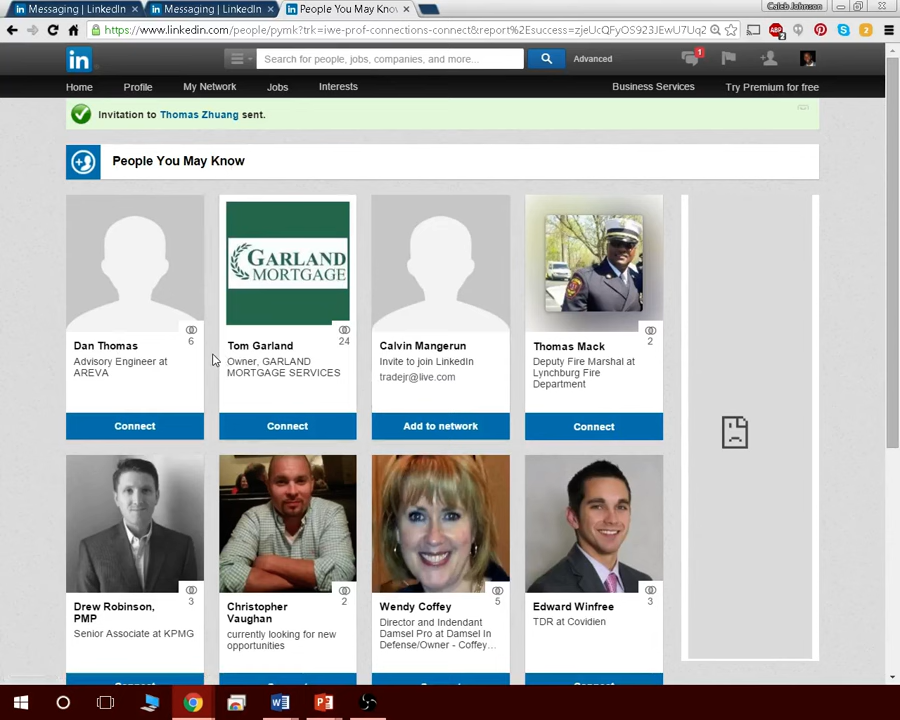 Messaging | LinkedIn
Messaging | LinkedIn
People You May Know
Caleb Johnson
https://www.linkedin.com/people/pymk?trk=iwe-prof-connections-connect&report%2Esuccess=zjeUcQFyOS923JEwU7Uq2
Search for people, jobs, companies, and more...
Advanced
1
Home
Profile
My Network
Jobs
Interests
Business Services
Try Premium for free
Invitation to Thomas Zhuang sent.
People You May Know
6
Dan Thomas
Advisory Engineer at
AREVA
Connect
GARLAND
MORTGAGE
24
Tom Garland
Owner, GARLAND
MORTGAGE SERVICES
Connect
Calvin Mangerun
Invite to join LinkedIn
tradejr@live.com
Add to network
2
Thomas Mack
Deputy Fire Marshal at
Lynchburg Fire
Department
Connect
3
Drew Robinson,
PMP
Senior Associate at KPMG
Connect
2
Christopher
Vaughan
currently looking for new
opportunities
5
Wendy Coffey
Director and Indendant
Damsel Pro at Damsel In
Defense/Owner - Coffey...
3
Edward Winfree
TDR at Covidien